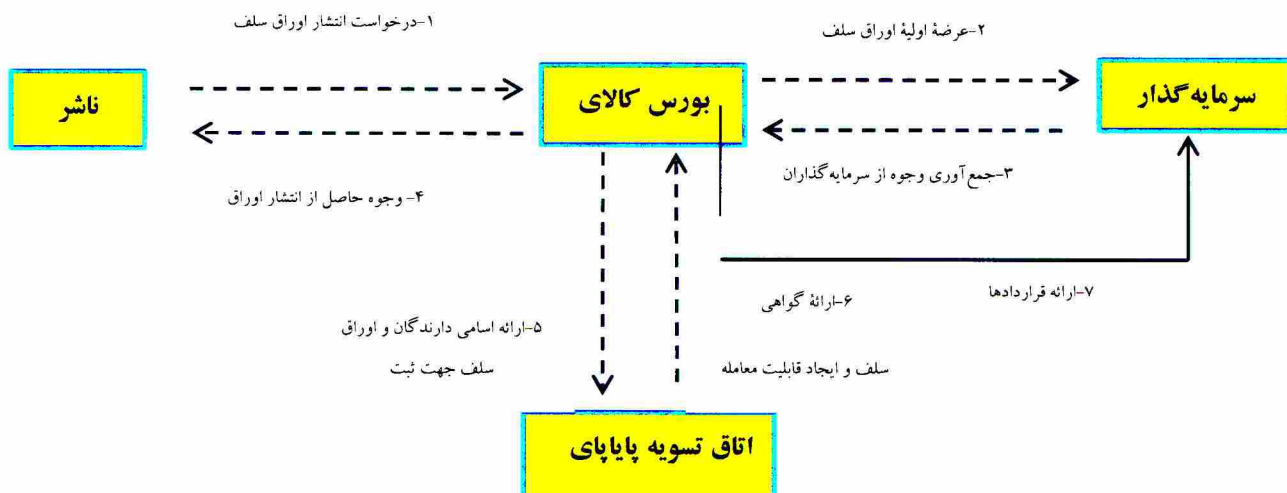 ۱-درخواست انتشار اوراق سلف
۲-عرضهٔ اولیهٔ اوراق سلف
ناشر
بورس کالای
سرمایه‌گذار
۳-جمع‌آوری وجوه از سرمایه‌گذاران
۴- وجوه حاصل از انتشار اوراق
۵-ارائه اسامی دارندگان و اوراق
سلف جهت ثبت
۶-ارائهٔ گواهی
سلف و ایجاد قابلیت معامله
۷-ارائه قراردادها
اتاق تسویه پایاپای